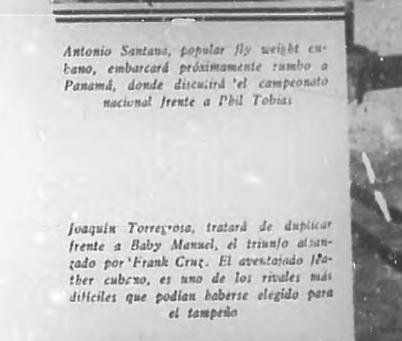 Antonio Santana, popular fly weight cu-
bano, embarcará próximamente rumbo a
Panamá, donde discutirá el campeonato
nacional frente a Phil Tobias
Joaquín Torregrosa, tratará de duplicar
frente a Baby Manuel, el triunfo alcan-
zado por Frank Cruz. El aventajado fea-
ther cubano, es uno de los rivales más
difíciles que podían haberse elegido para
el tampeño